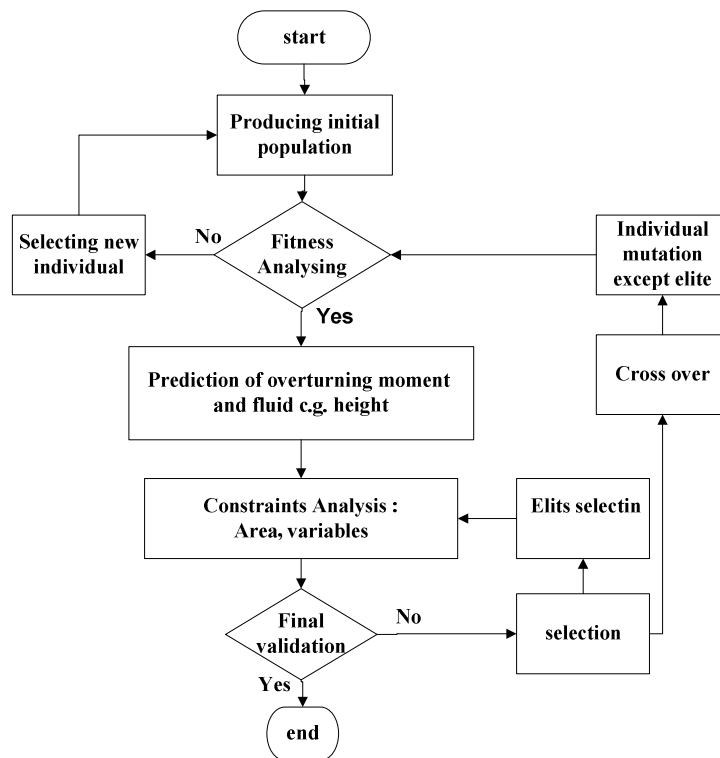 start
Producing initial
population
No
Selecting new
individual
Fitness
Analysing
Individual
mutation
except elite
Yes
Prediction of overturning moment
and fluid c.g. height
Cross over
Constraints Analysis :
Area, variables
Elits selectin
Final
validation
No
selection
Yes
end